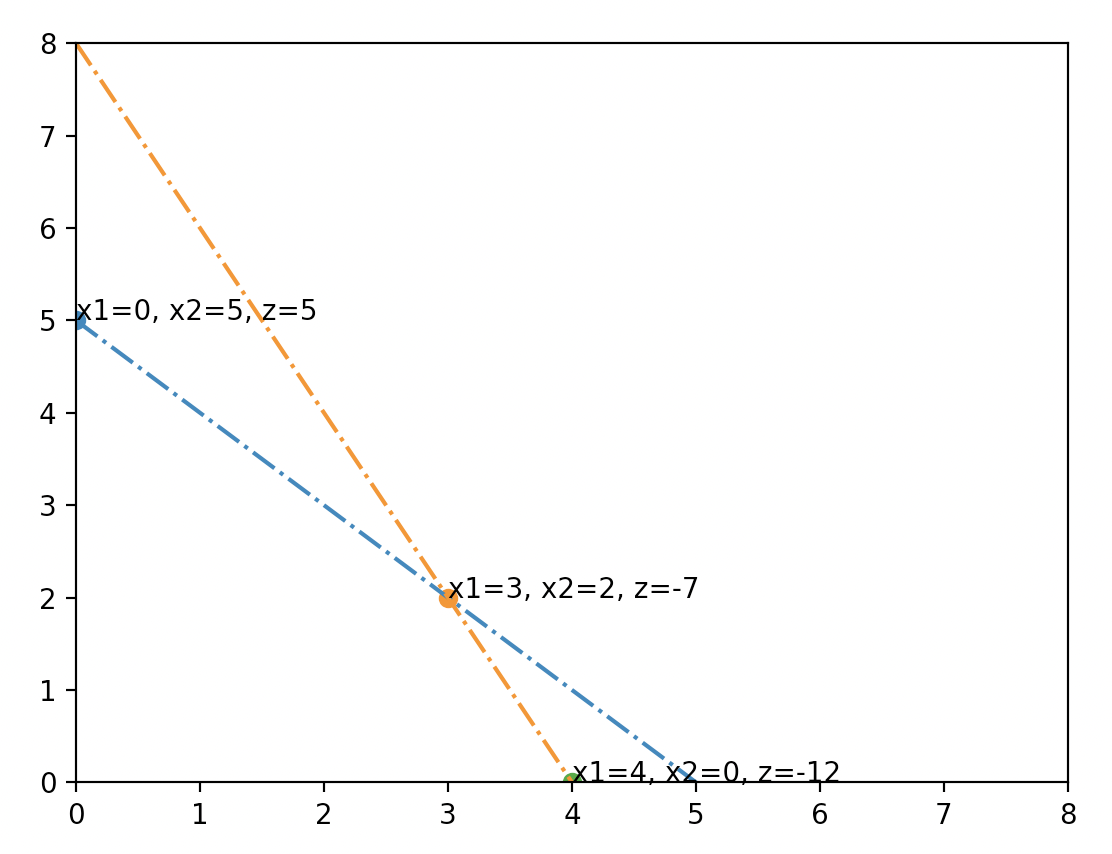 8
7
6
x1=0, x2=5, z=5
5
4
3
x1=3, x2=2, z=-7
2
1
x1=4, x2=0, z=-12
0
0 1 2 3 4 5 6 7 8